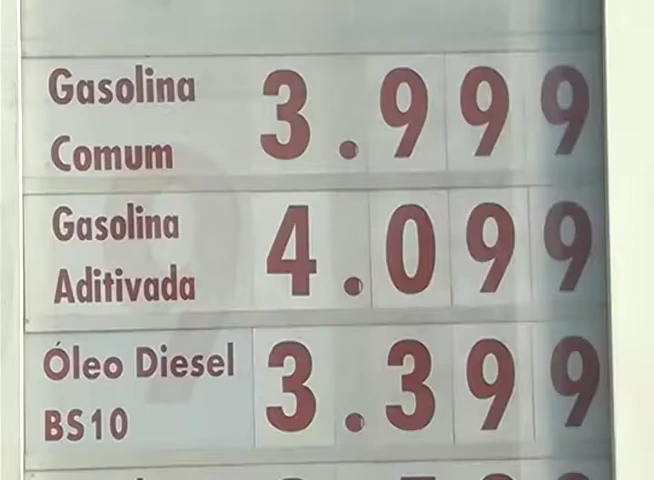 Gasolina
Comum 3.999
Gasolina
Aditivada 4.099
Óleo Diesel
BS10 3.399